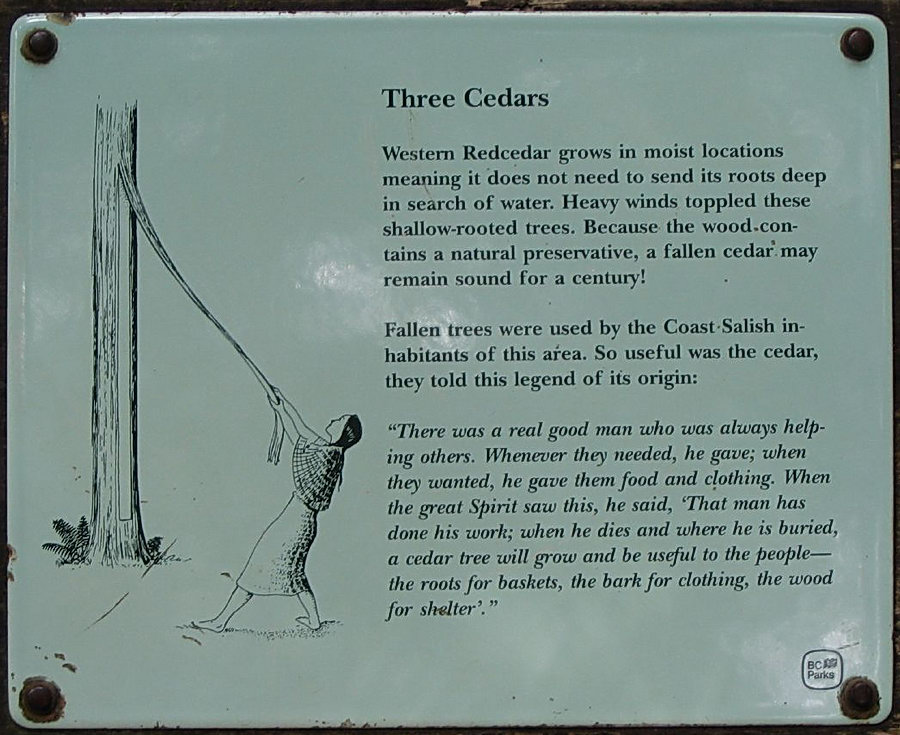 Three Cedars
Western Redcedar grows in moist locations
meaning it does not need to send its roots deep
in search of water. Heavy winds toppled these
shallow-rooted trees. Because the wood con-
tains a natural preservative, a fallen cedar may
remain sound for a century!
Fallen trees were used by the Coast Salish in-
habitants of this area. So useful was the cedar,
they told this legend of its origin:
“There was a real good man who was always help-
ing others. Whenever they needed, he gave; when
they wanted, he gave them food and clothing. When
the great Spirit saw this, he said, ‘That man has
done his work; when he dies and where he is buried,
a cedar tree will grow and be useful to the people—
the roots for baskets, the bark for clothing, the wood
for shelter’.”
BC
Parks